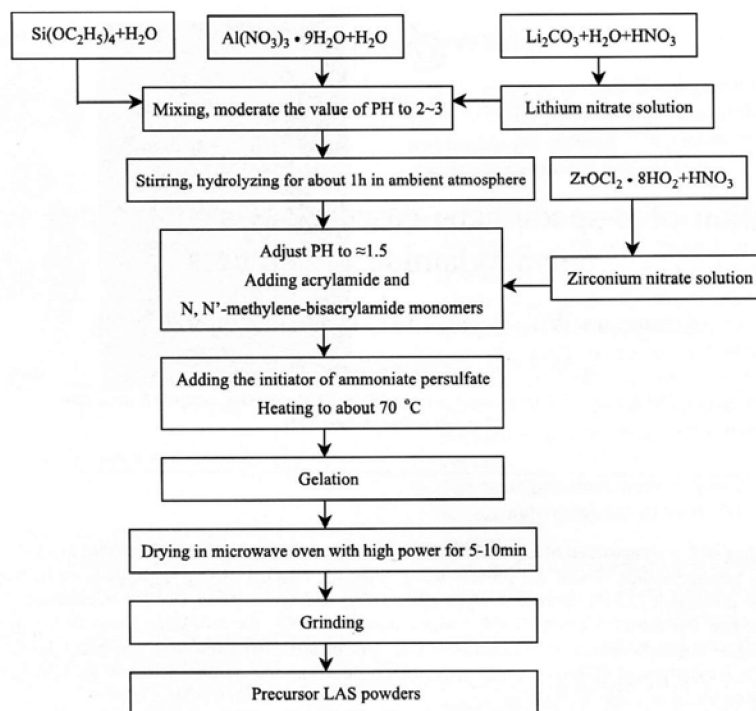 Si(OC₂H₅)₄+H₂O
Al(NO₃)₃ • 9H₂O+H₂O
Li₂CO₃+H₂O+HNO₃
Mixing, moderate the value of PH to 2~3
Lithium nitrate solution
Stirring, hydrolyzing for about 1h in ambient atmosphere
ZrOCl₂ • 8HO₂+HNO₃
Adjust PH to ≈1.5
Adding acrylamide and
N, N’-methylene-bisacrylamide monomers
Zirconium nitrate solution
Adding the initiator of ammoniate persulfate
Heating to about 70 °C
Gelation
Drying in microwave oven with high power for 5-10min
Grinding
Precursor LAS powders